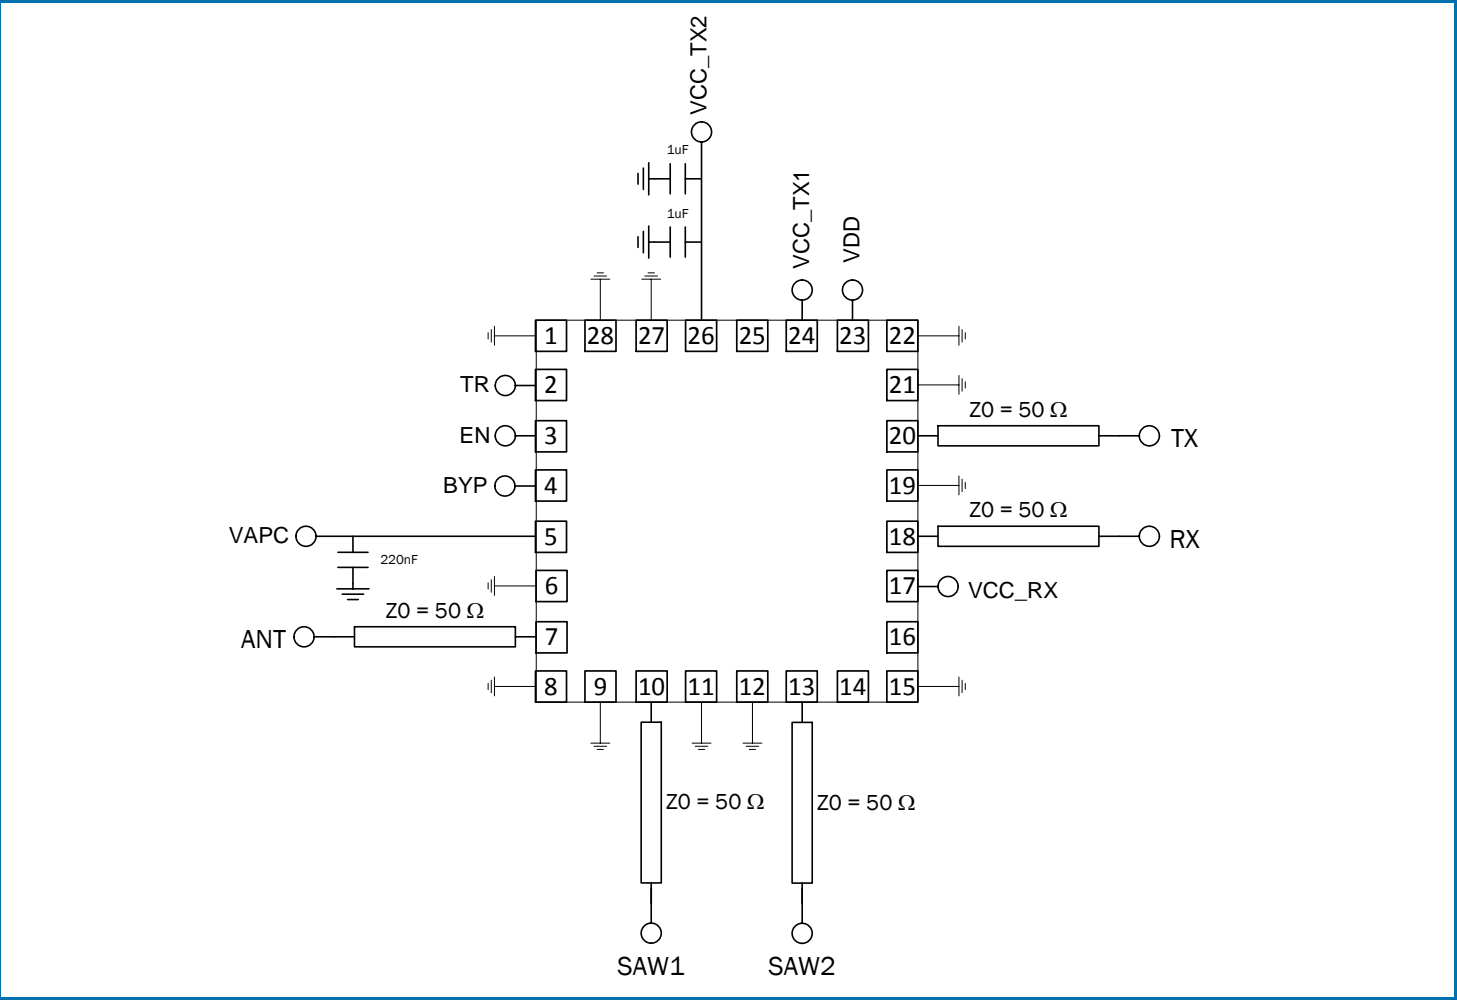 VCC_TX2
1uF
1uF
VCC_TX1
VDD
1
28
27
26
25
24
23
22
TR
2
21
Z0 = 50 Ω
EN
3
20
TX
BYP
4
19
Z0 = 50 Ω
VAPC
5
18
RX
220nF
6
17
VCC_RX
Z0 = 50 Ω
ANT
7
16
8
9
10
11
12
13
14
15
Z0 = 50 Ω
Z0 = 50 Ω
SAW1
SAW2